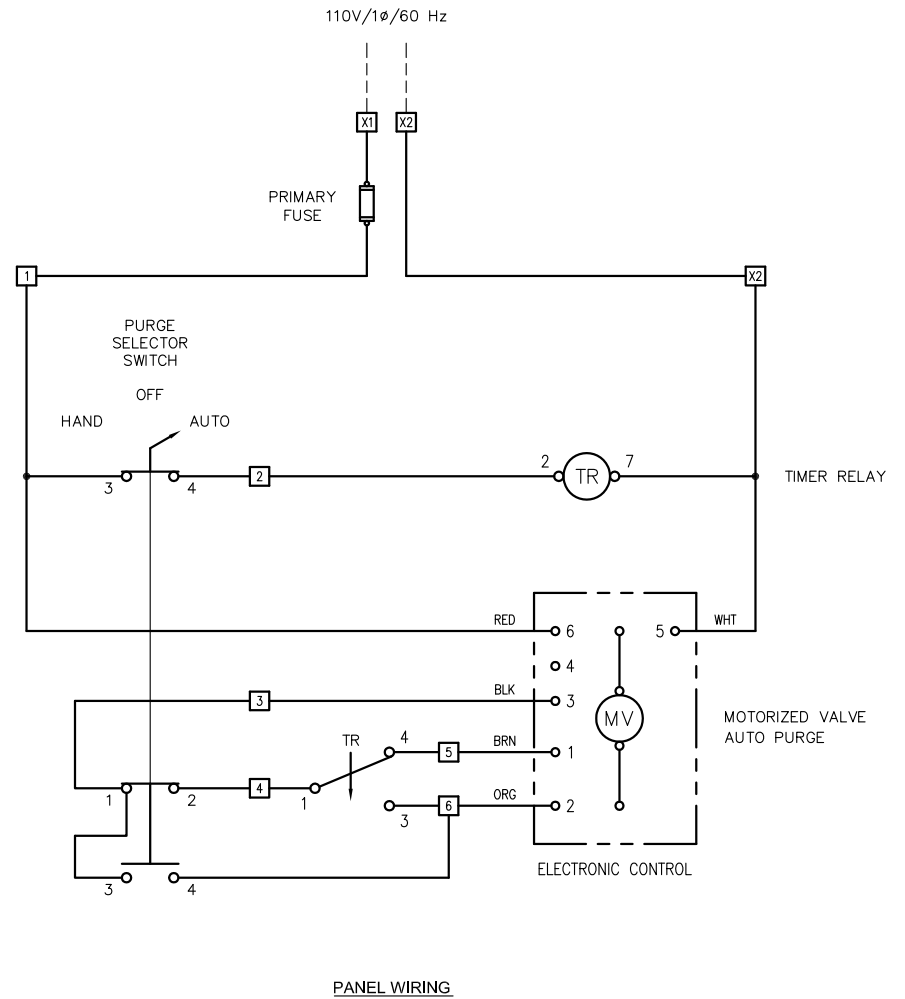 110V/1ø/60 Hz
X1
X2
PRIMARY
FUSE
1
X2
PURGE
SELECTOR
SWITCH
OFF
HAND
AUTO
3
4
2
2
TR
7
TIMER RELAY
RED
6
5
WHT
4
3
BLK
3
MV
MOTORIZED VALVE
AUTO PURGE
TR
4
5
BRN
1
1
2
4
1
3
6
ORG
2
3
4
ELECTRONIC CONTROL
PANEL WIRING